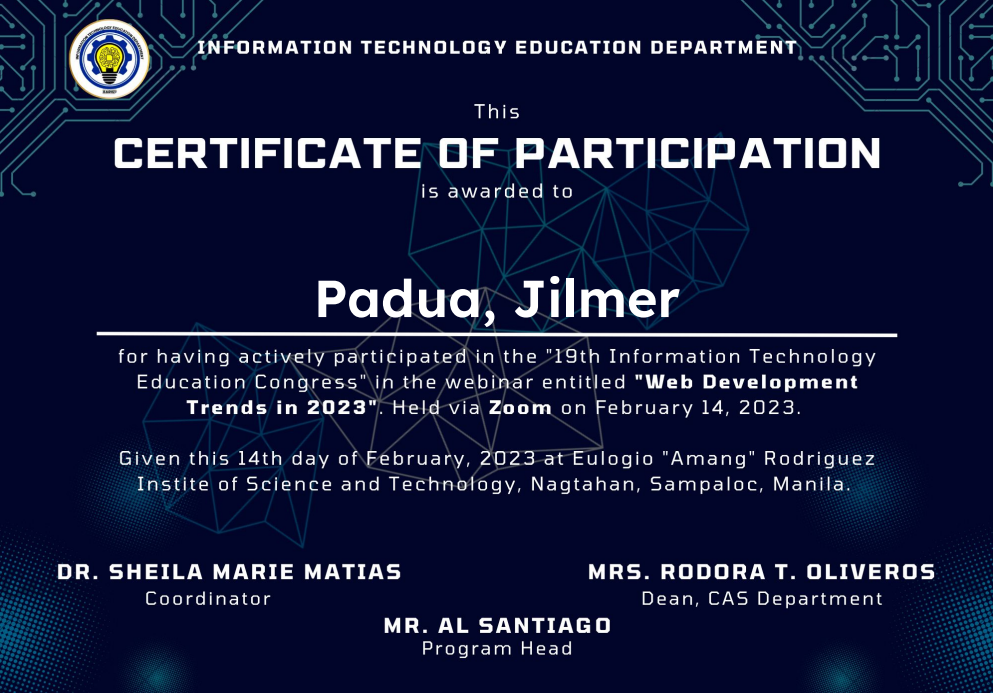 INFORMATION TECHNOLOGY EDUCATION DEPARTMENT
This
CERTIFICATE OF PARTICIPATION
is awarded to
Padua, Jilmer
for having actively participated in the "19th Information Technology
Education Congress" in the webinar entitled "Web Development
Trends in 2023". Held via Zoom on February 14, 2023.
Given this 14th day of February, 2023 at Eulogio "Amang" Rodriguez
Instite of Science and Technology, Nagtahan, Sampaloc, Manila.
DR. SHEILA MARIE MATIAS
Coordinator
MRS. RODORA T. OLIVEROS
Dean, CAS Department
MR. AL SANTIAGO
Program Head